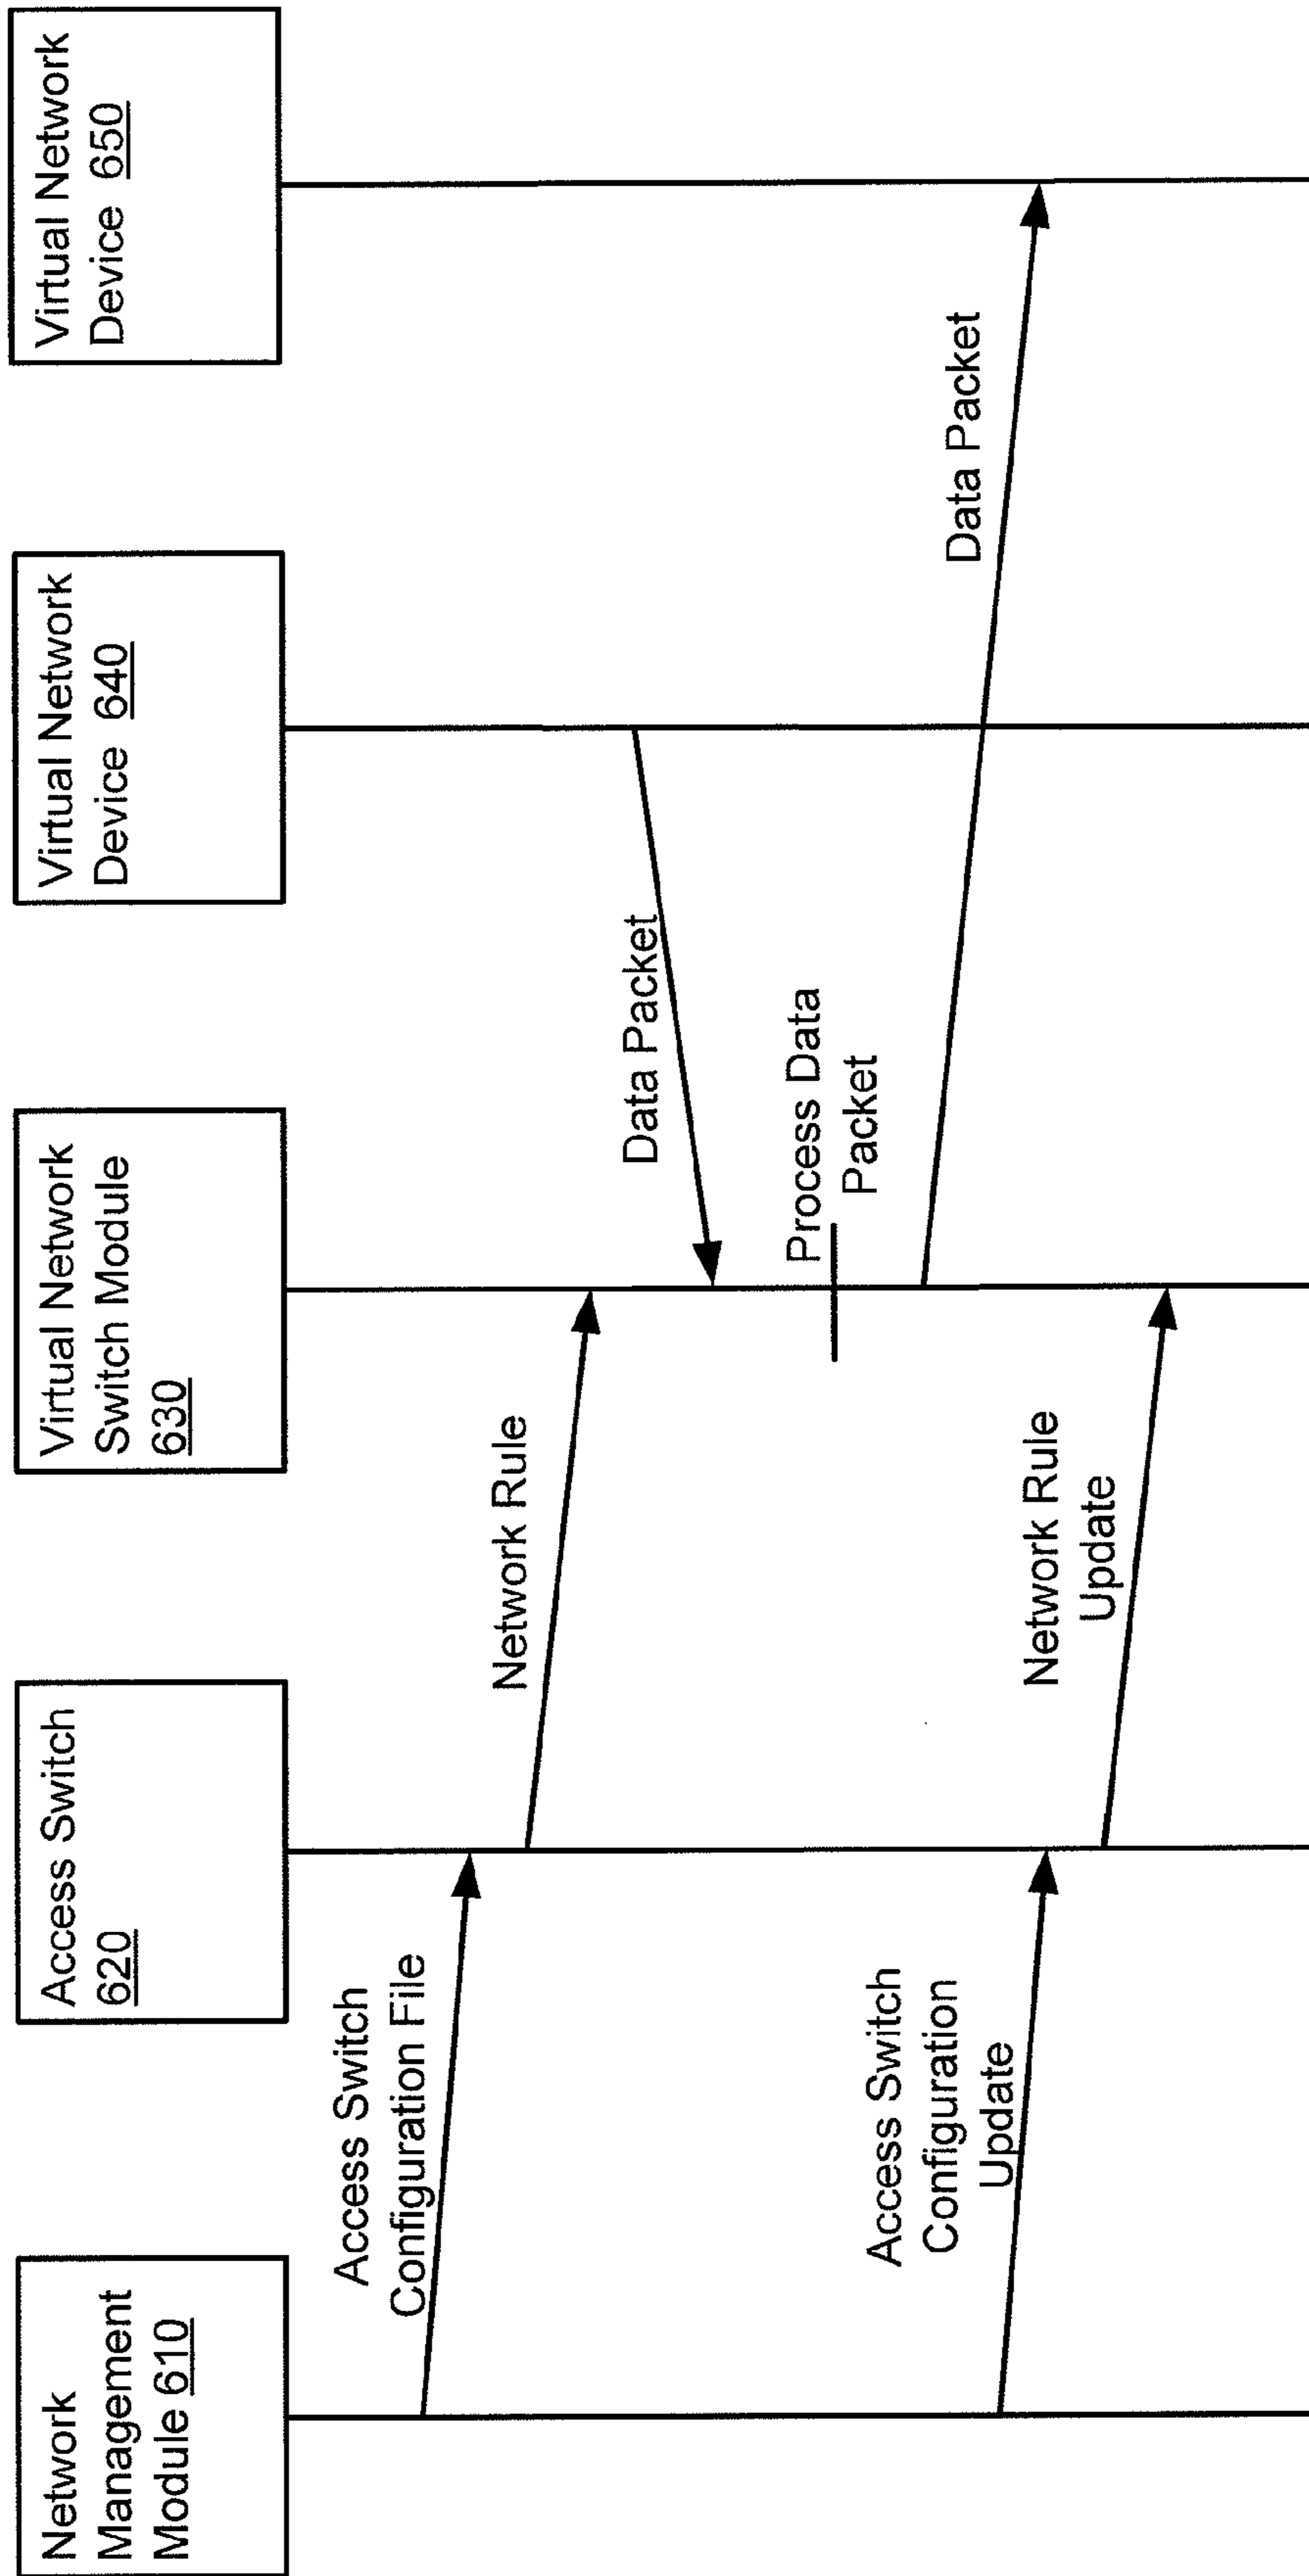 Network
Management
Module 610
Access Switch
620
Virtual Network
Switch Module
630
Virtual Network
Device 640
Virtual Network
Device 650
Access Switch
Configuration File
Network Rule
Data Packet
Process Data
Packet
Data Packet
Access Switch
Configuration
Update
Network Rule
Update